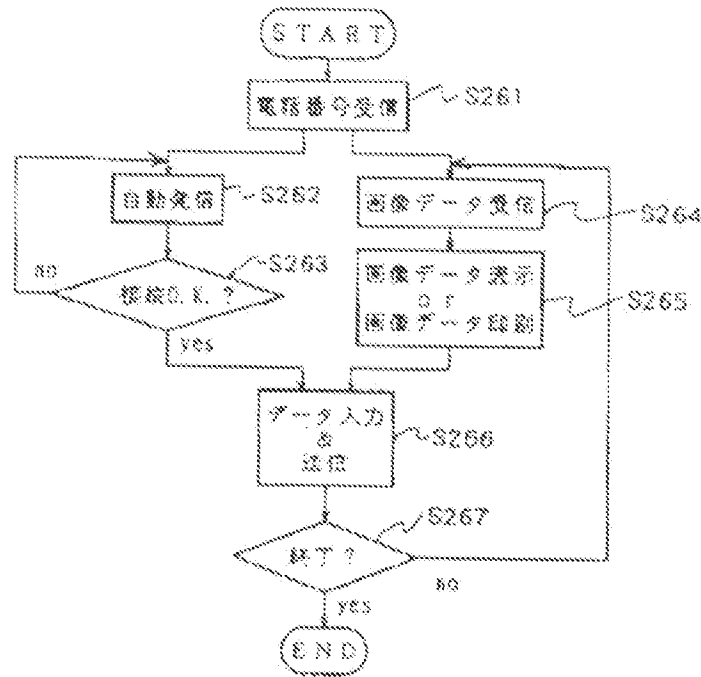 START
電話番号受信
S261
自動発信
S262
画像データ受信
S264
接続O.K.?
S263
no
yes
画像データ表示
or
画像データ印刷
S265
データ入力
&
送信
S266
終了?
S267
no
yes
END